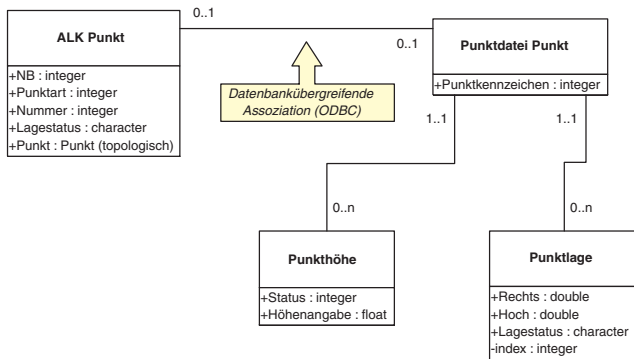 0..1
ALK Punkt
+NB : integer
+Punktart : integer
+Nummer : integer
+Lagestatus : character
+Punkt : Punkt (topologisch)
0..1
Punktdatei Punkt
+Punktkennzeichen : integer
Datenbankübergreifende
Assoziation (ODBC)
1..1
1..1
0..n
0..n
Punkthöhe
+Status : integer
+Höhenangabe : float
Punktlage
+Rechts : double
+Hoch : double
+Lagestatus : character
-index : integer